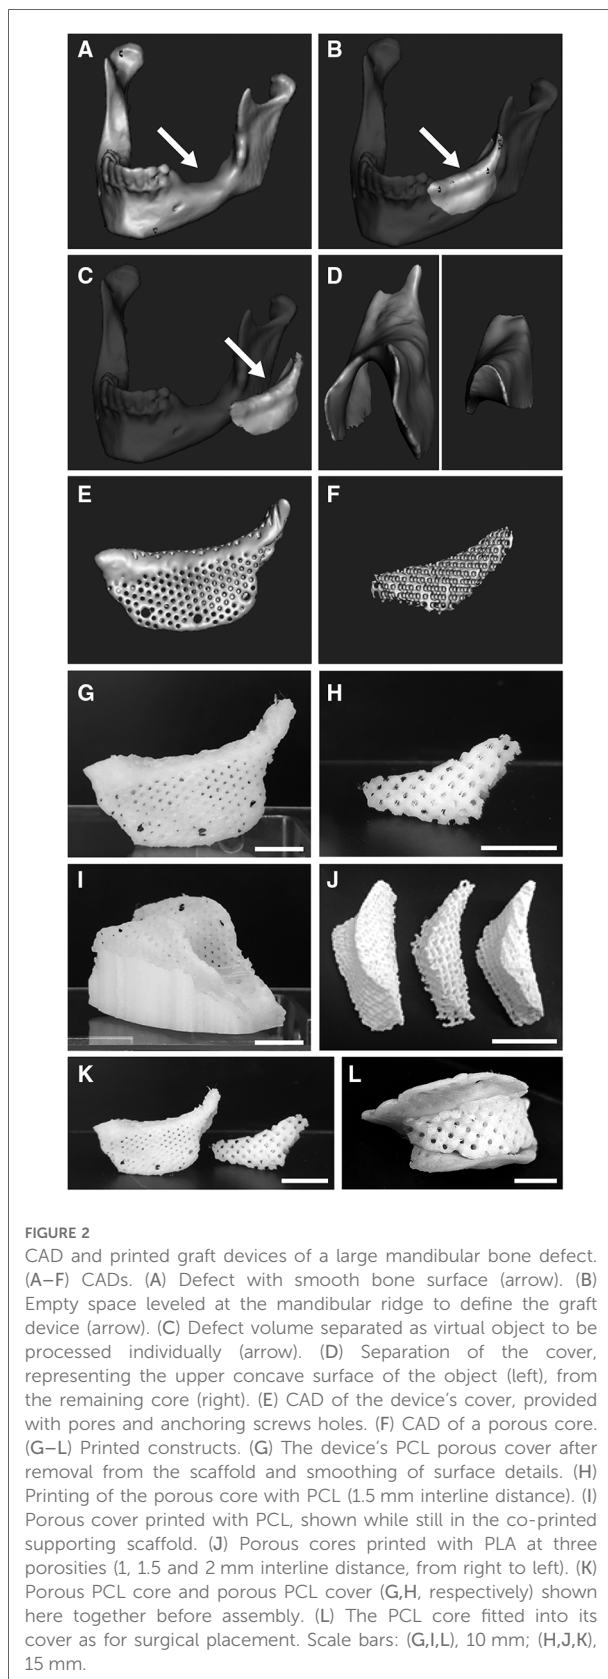 A
B
C
D
E
F
G
H
I
J
K
L
FIGURE 2
CAD and printed graft devices of a large mandibular bone defect.
(A–F) CADs. (A) Defect with smooth bone surface (arrow). (B)
Empty space leveled at the mandibular ridge to define the graft
device (arrow). (C) Defect volume separated as virtual object to be
processed individually (arrow). (D) Separation of the cover,
representing the upper concave surface of the object (left), from
the remaining core (right). (E) CAD of the device’s cover, provided
with pores and anchoring screws holes. (F) CAD of a porous core.
(G–L) Printed constructs. (G) The device’s PCL porous cover after
removal from the scaffold and smoothing of surface details. (H)
Printing of the porous core with PCL (1.5 mm interline distance). (I)
Porous cover printed with PCL, shown while still in the co-printed
supporting scaffold. (J) Porous cores printed with PLA at three
porosities (1, 1.5 and 2 mm interline distance, from right to left). (K)
Porous PCL core and porous PCL cover (G,H, respectively) shown
here together before assembly. (L) The PCL core fitted into its
cover as for surgical placement. Scale bars: (G,I,L), 10 mm; (H,J,K),
15 mm.